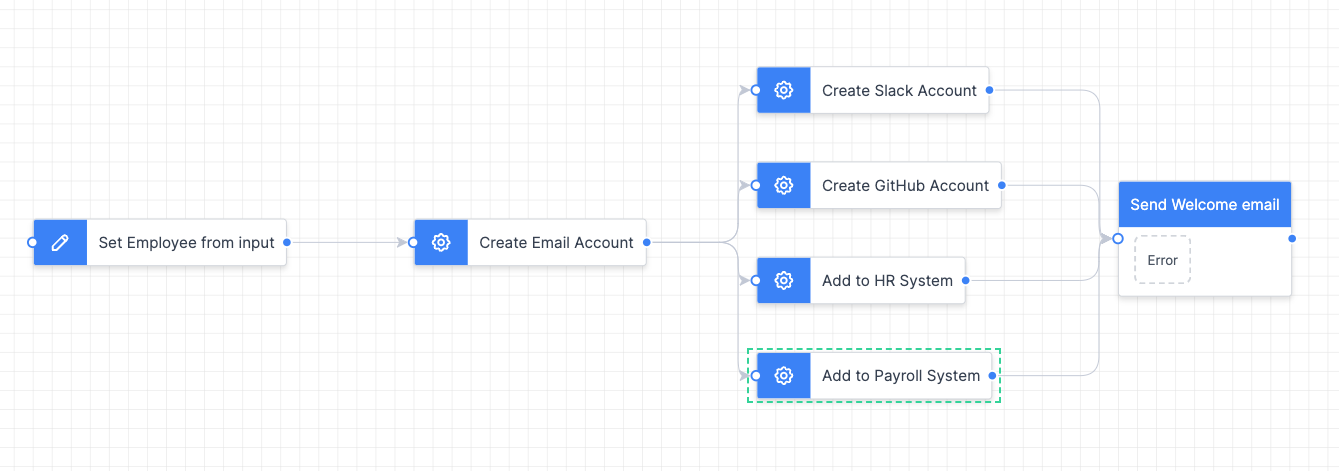 Set Employee from input
Create Email Account
Create Slack Account
Create GitHub Account
Add to HR System
Add to Payroll System
Send Welcome email
Error